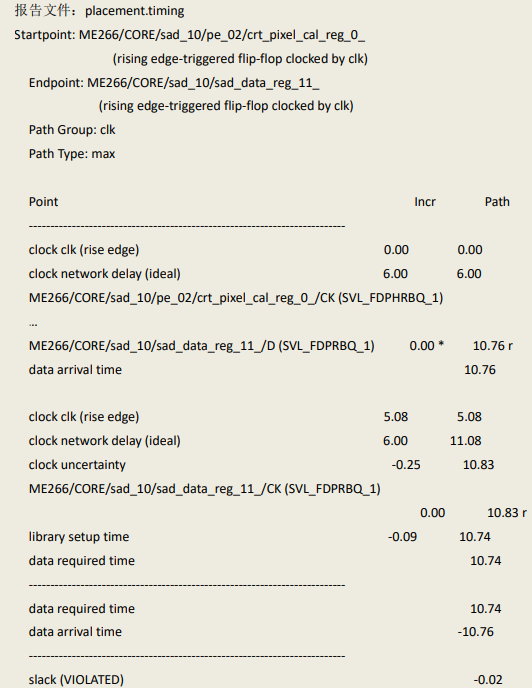 报告文件：placement.timing
Startpoint: ME266/CORE/sad_10/pe_02/crt_pixel_cal_reg_0_
(rising edge-triggered flip-flop clocked by clk)
Endpoint: ME266/CORE/sad_10/sad_data_reg_11_
(rising edge-triggered flip-flop clocked by clk)
Path Group: clk
Path Type: max
Point Incr Path
------------------------------------------------------------------------
clock clk (rise edge) 0.00 0.00
clock network delay (ideal) 6.00 6.00
ME266/CORE/sad_10/pe_02/crt_pixel_cal_reg_0_/CK (SVL_FDPHRBQ_1)
…
ME266/CORE/sad_10/sad_data_reg_11_/D (SVL_FDPRBQ_1) 0.00 * 10.76 r
data arrival time 10.76
clock clk (rise edge) 5.08 5.08
clock network delay (ideal) 6.00 11.08
clock uncertainty -0.25 10.83
ME266/CORE/sad_10/sad_data_reg_11_/CK (SVL_FDPRBQ_1)
0.00 10.83 r
library setup time -0.09 10.74
data required time 10.74
------------------------------------------------------------------------
data required time 10.74
data arrival time -10.76
------------------------------------------------------------------------
slack (VIOLATED) -0.02